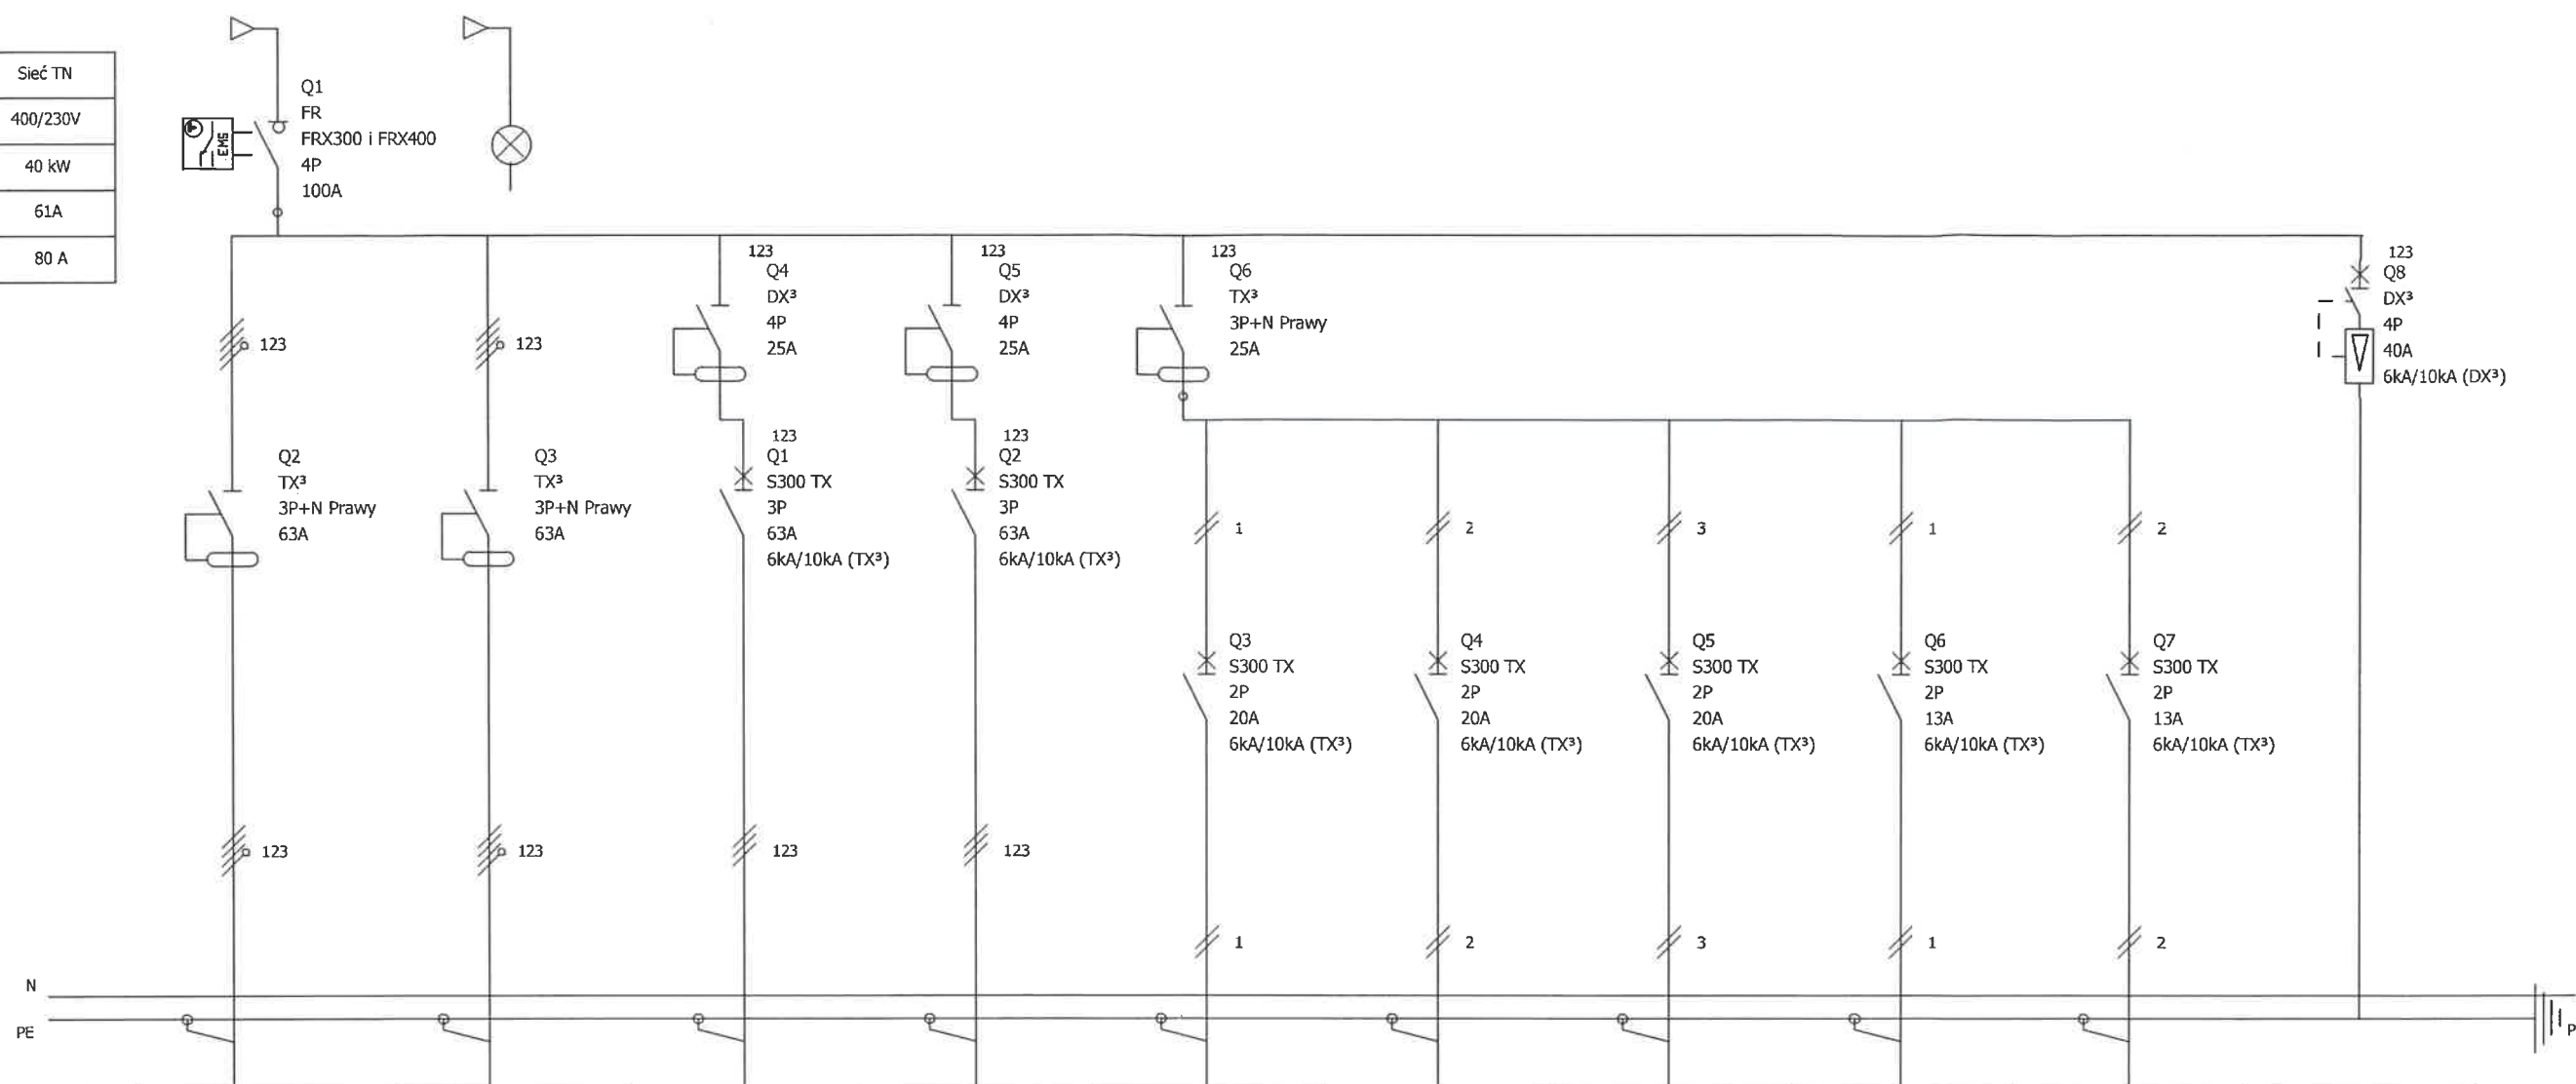 Sieć TN
400/230V
40 kW
61A
80 A
EMS
Q1
FR
FRX300 i FRX400
4P
100A
123
Q2
TX³
3P+N Prawy
63A
123
123
Q3
TX³
3P+N Prawy
63A
123
123
Q4
DX³
4P
25A
123
Q1
S300 TX
3P
63A
6kA/10kA (TX³)
123
123
Q5
DX³
4P
25A
123
Q2
S300 TX
3P
63A
6kA/10kA (TX³)
123
123
Q6
TX³
3P+N Prawy
25A
1
Q3
S300 TX
2P
20A
6kA/10kA (TX³)
1
2
Q4
S300 TX
2P
20A
6kA/10kA (TX³)
2
3
Q5
S300 TX
2P
20A
6kA/10kA (TX³)
3
1
Q6
S300 TX
2P
13A
6kA/10kA (TX³)
1
2
Q7
S300 TX
2P
13A
6kA/10kA (TX³)
2
123
Q8
DX³
4P
40A
6kA/10kA (DX³)
N
PE
P